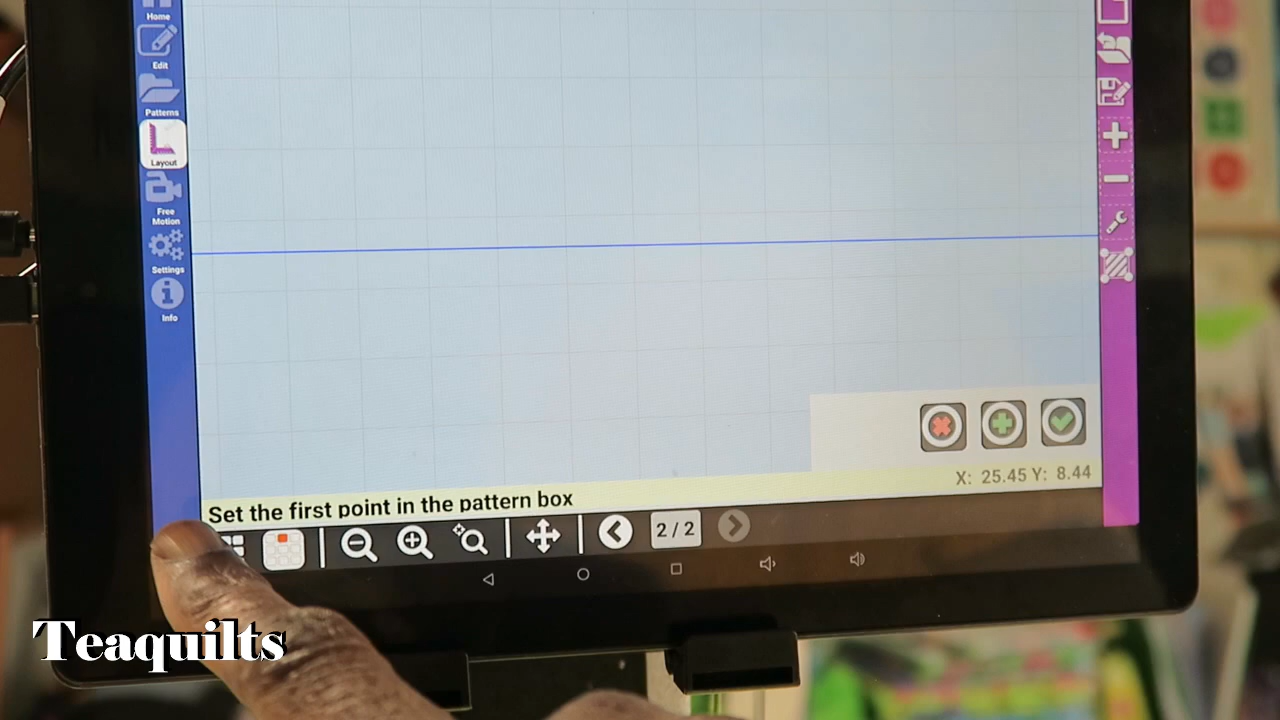 Home
Edit
Patterns
Layout
Free
Motion
Settings
Info
X: 25.45 Y: 8.44
Set the first point in the pattern box
2 / 2
Teaquilts